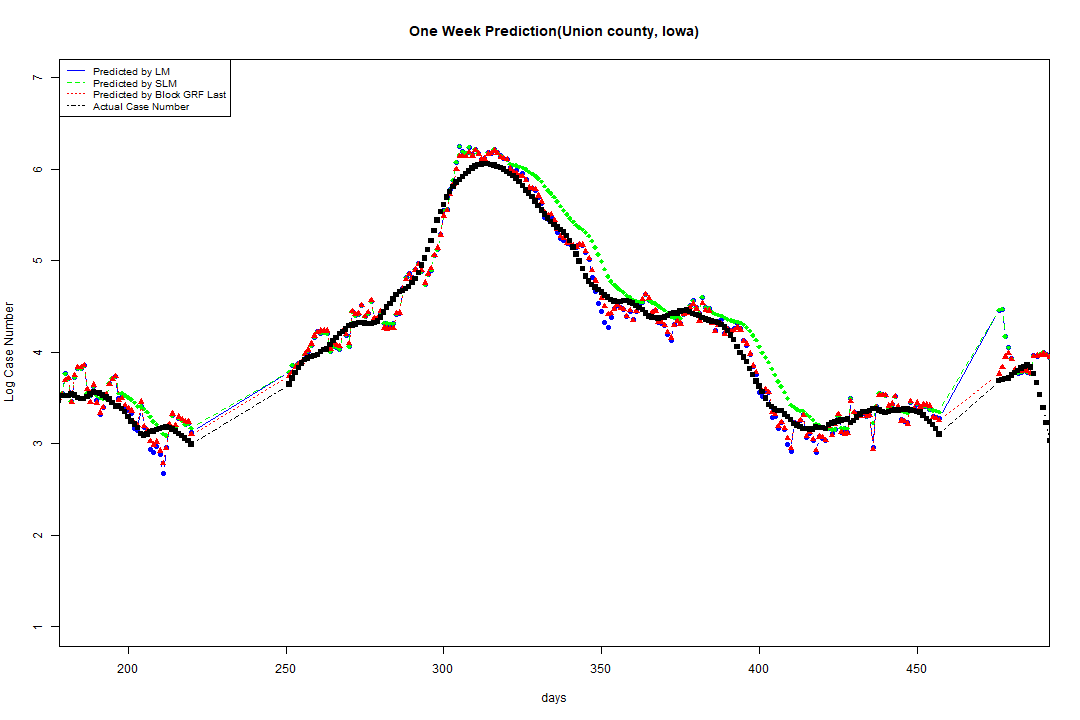 One Week Prediction(Union county, Iowa)
Predicted by LM
Predicted by SLM
Predicted by Block GRF Last
Actual Case Number
7
6
5
4
3
2
1
Log Case Number
200 250 300 350 400 450
days